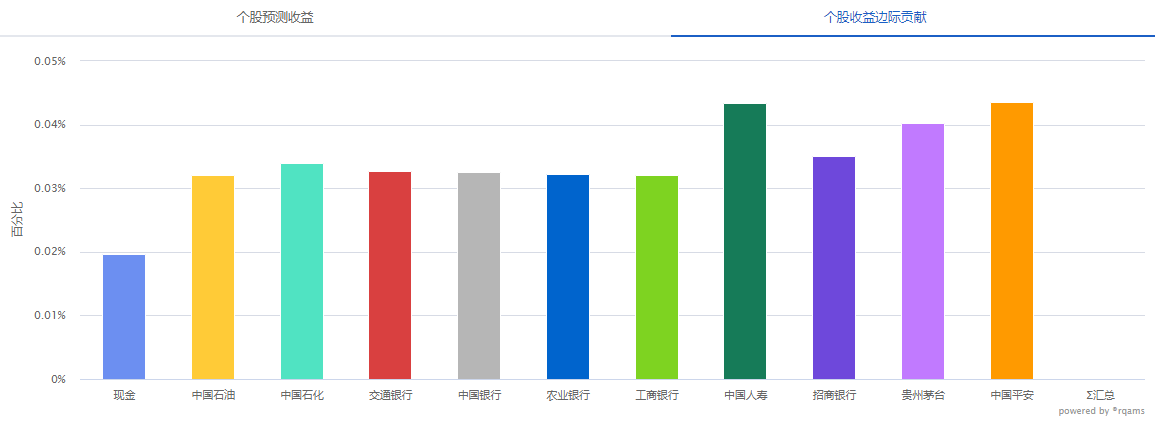 个股预测收益
个股收益边际贡献
百分比
0.05%
0.04%
0.03%
0.02%
0.01%
0%
现金
中国石油
中国石化
交通银行
中国银行
农业银行
工商银行
中国人寿
招商银行
贵州茅台
中国平安
Σ汇总
powered by ®rqams